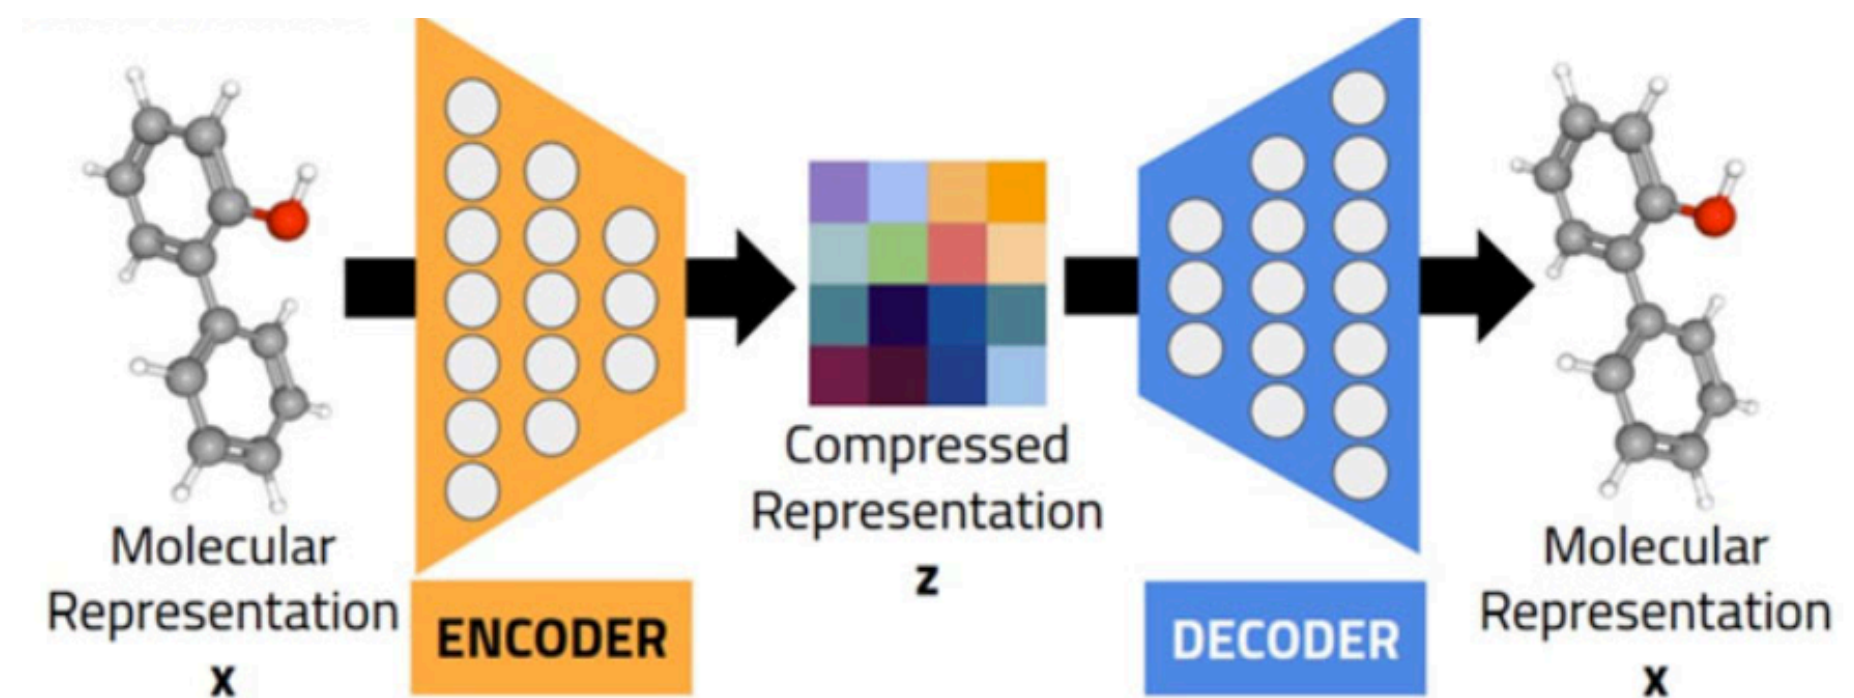 Molecular
Representation
x
ENCODER
Compressed
Representation
z
DECODER
Molecular
Representation
x